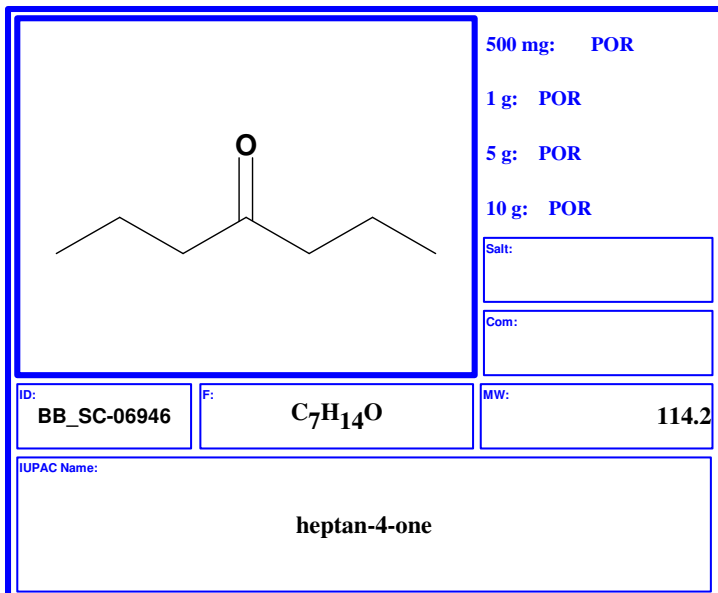 O
500 mg: POR
1 g: POR
5 g: POR
10 g: POR
Salt:
Com:
ID:
BB_SC-06946
F:
C7H14O
MW:
114.2
IUPAC Name:
heptan-4-one